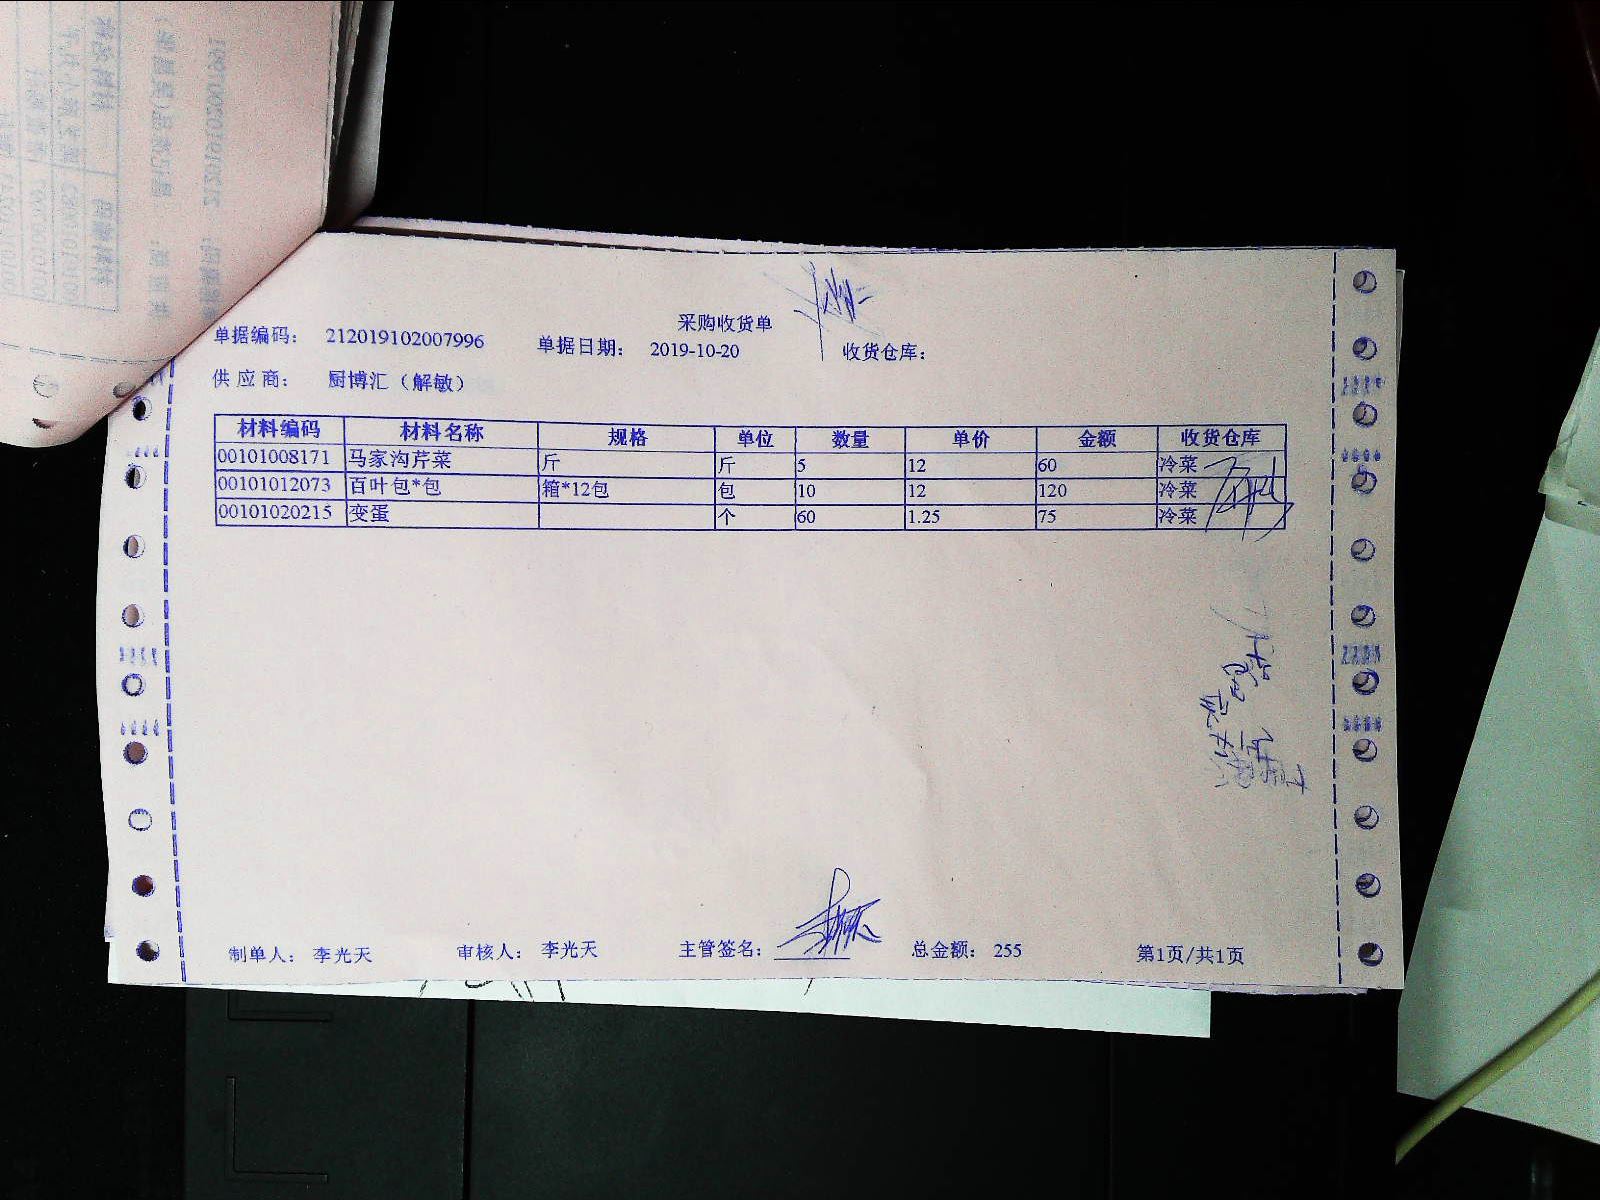 采购收货单
单据编码： 212019102007996 单据日期： 2019-10-20 收货仓库：
供应商： 厨博汇（解敏）
材料编码 材料名称 规格 单位 数量 单价 金额 收货仓库
00101008171 马家沟芹菜 斤 斤 5 12 60 冷菜
00101012073 百叶包*包 箱*12包 包 10 12 120 冷菜
00101020215 变蛋 个 60 1.25 75 冷菜
制单人： 李光天 审核人： 李光天 主管签名： 总金额： 255 第1页/共1页